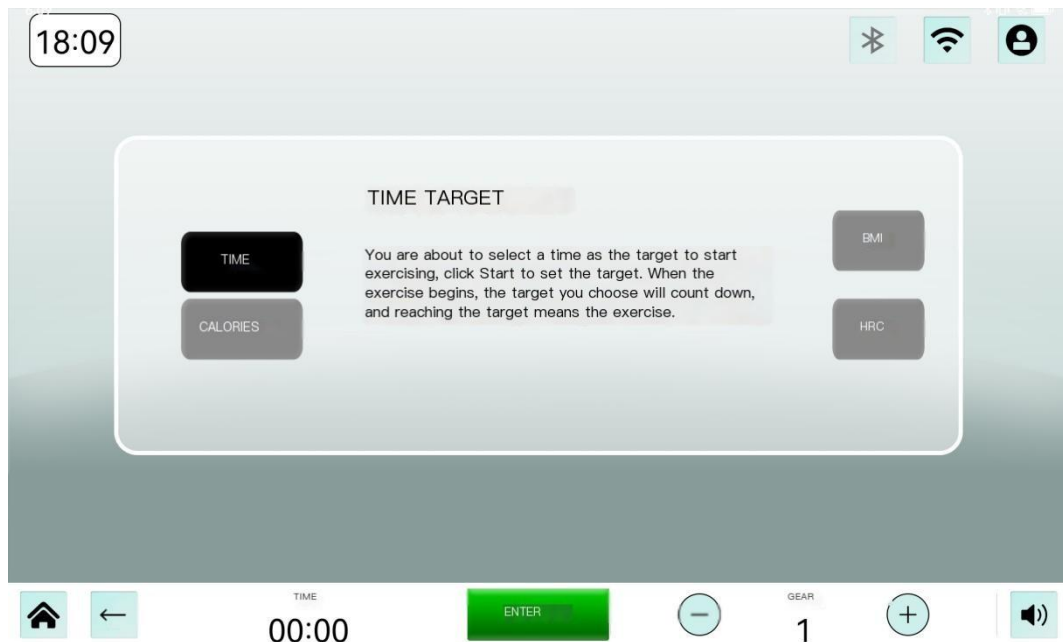 18:09
TIME TARGET
TIME
You are about to select a time as the target to start
exercising, click Start to set the target. When the
exercise begins, the target you choose will count down,
and reaching the target means the exercise.
CALORIES
BMI
HRC
TIME
00:00
ENTER
GEAR
1